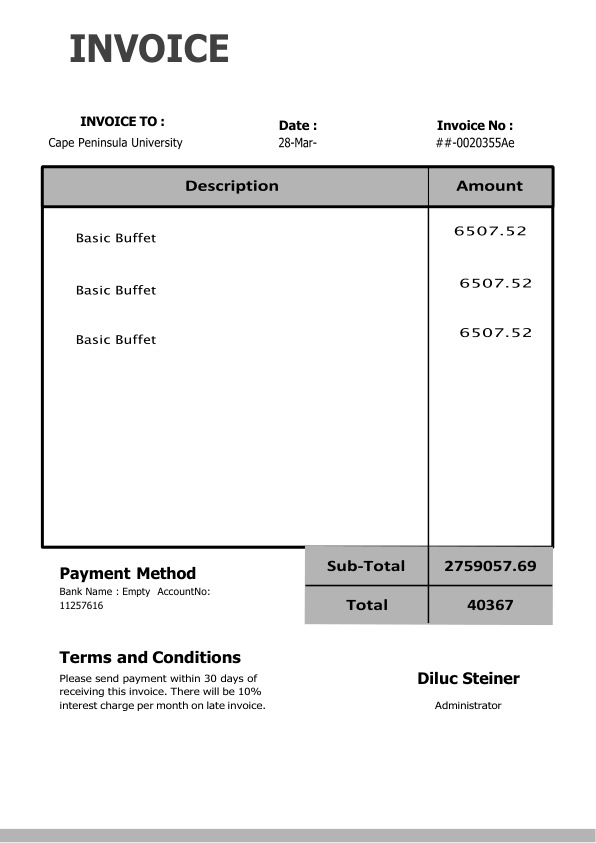 INVOICE
INVOICE TO :
Cape Peninsula University
Date :
28-Mar-
Invoice No :
##-0020355Ae
Description Amount
Basic Buffet 6507.52
Basic Buffet 6507.52
Basic Buffet 6507.52
Sub-Total 2759057.69
Total 40367
Payment Method
Bank Name : Empty AccountNo:
11257616
Terms and Conditions
Please send payment within 30 days of
receiving this invoice. There will be 10%
interest charge per month on late invoice.
Diluc Steiner
Administrator